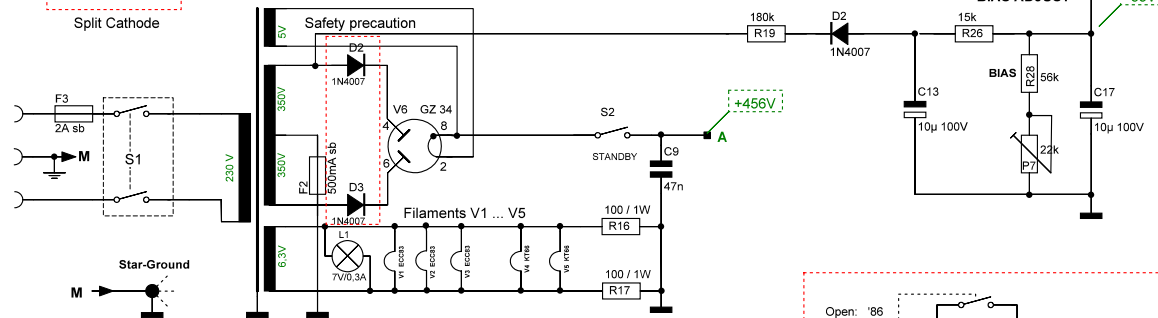 BIAS ADJUST
Split Cathode
Safety precaution
5V
D2
1N4007
180k
R19
D2
1N4007
15k
R26
BIAS
R28
56k
C13
10µ 100V
C17
10µ 100V
22k
P7
F3
2A sb
M
S1
230 V
350V
350V
F2
500mA sb
V6
GZ 34
4
8
6
2
D3
1N4007
S2
STANDBY
+456V
A
C9
47n
Filaments V1 ... V5
100 / 1W
R16
6,3V
L1
7V/0,3A
V1 ECC83
V2 ECC83
V3 ECC83
V4 KT66
V5 KT66
100 / 1W
R17
Star-Ground
M
Open: '86